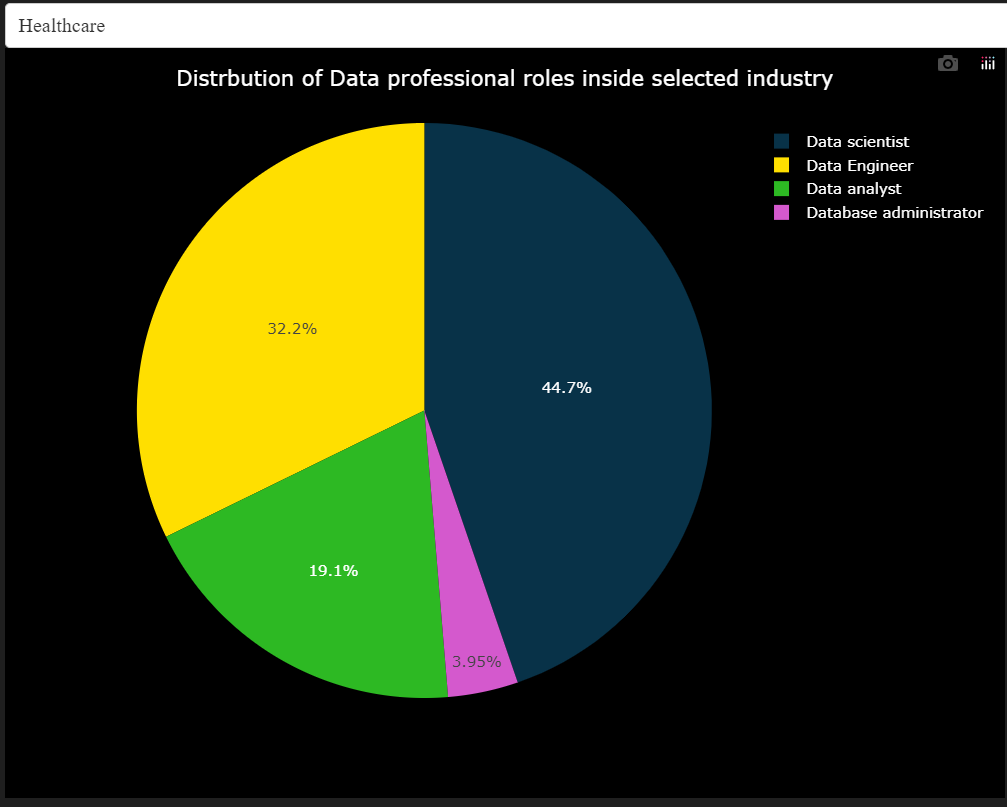 Healthcare
Distrbution of Data professional roles inside selected industry
Data scientist
Data Engineer
Data analyst
Database administrator
32.2%
44.7%
19.1%
3.95%